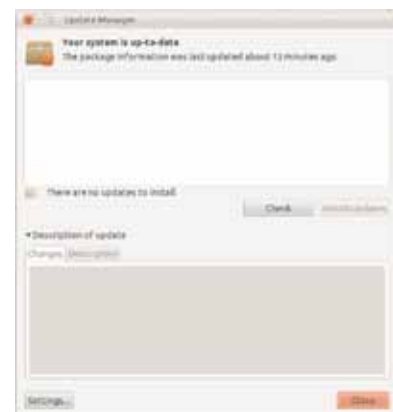 Update Manager
Your system is up-to-date
The package information was last updated about 12 minutes ago.
There are no updates to install
Check
Description of update
Changes Description
Settings...
Close